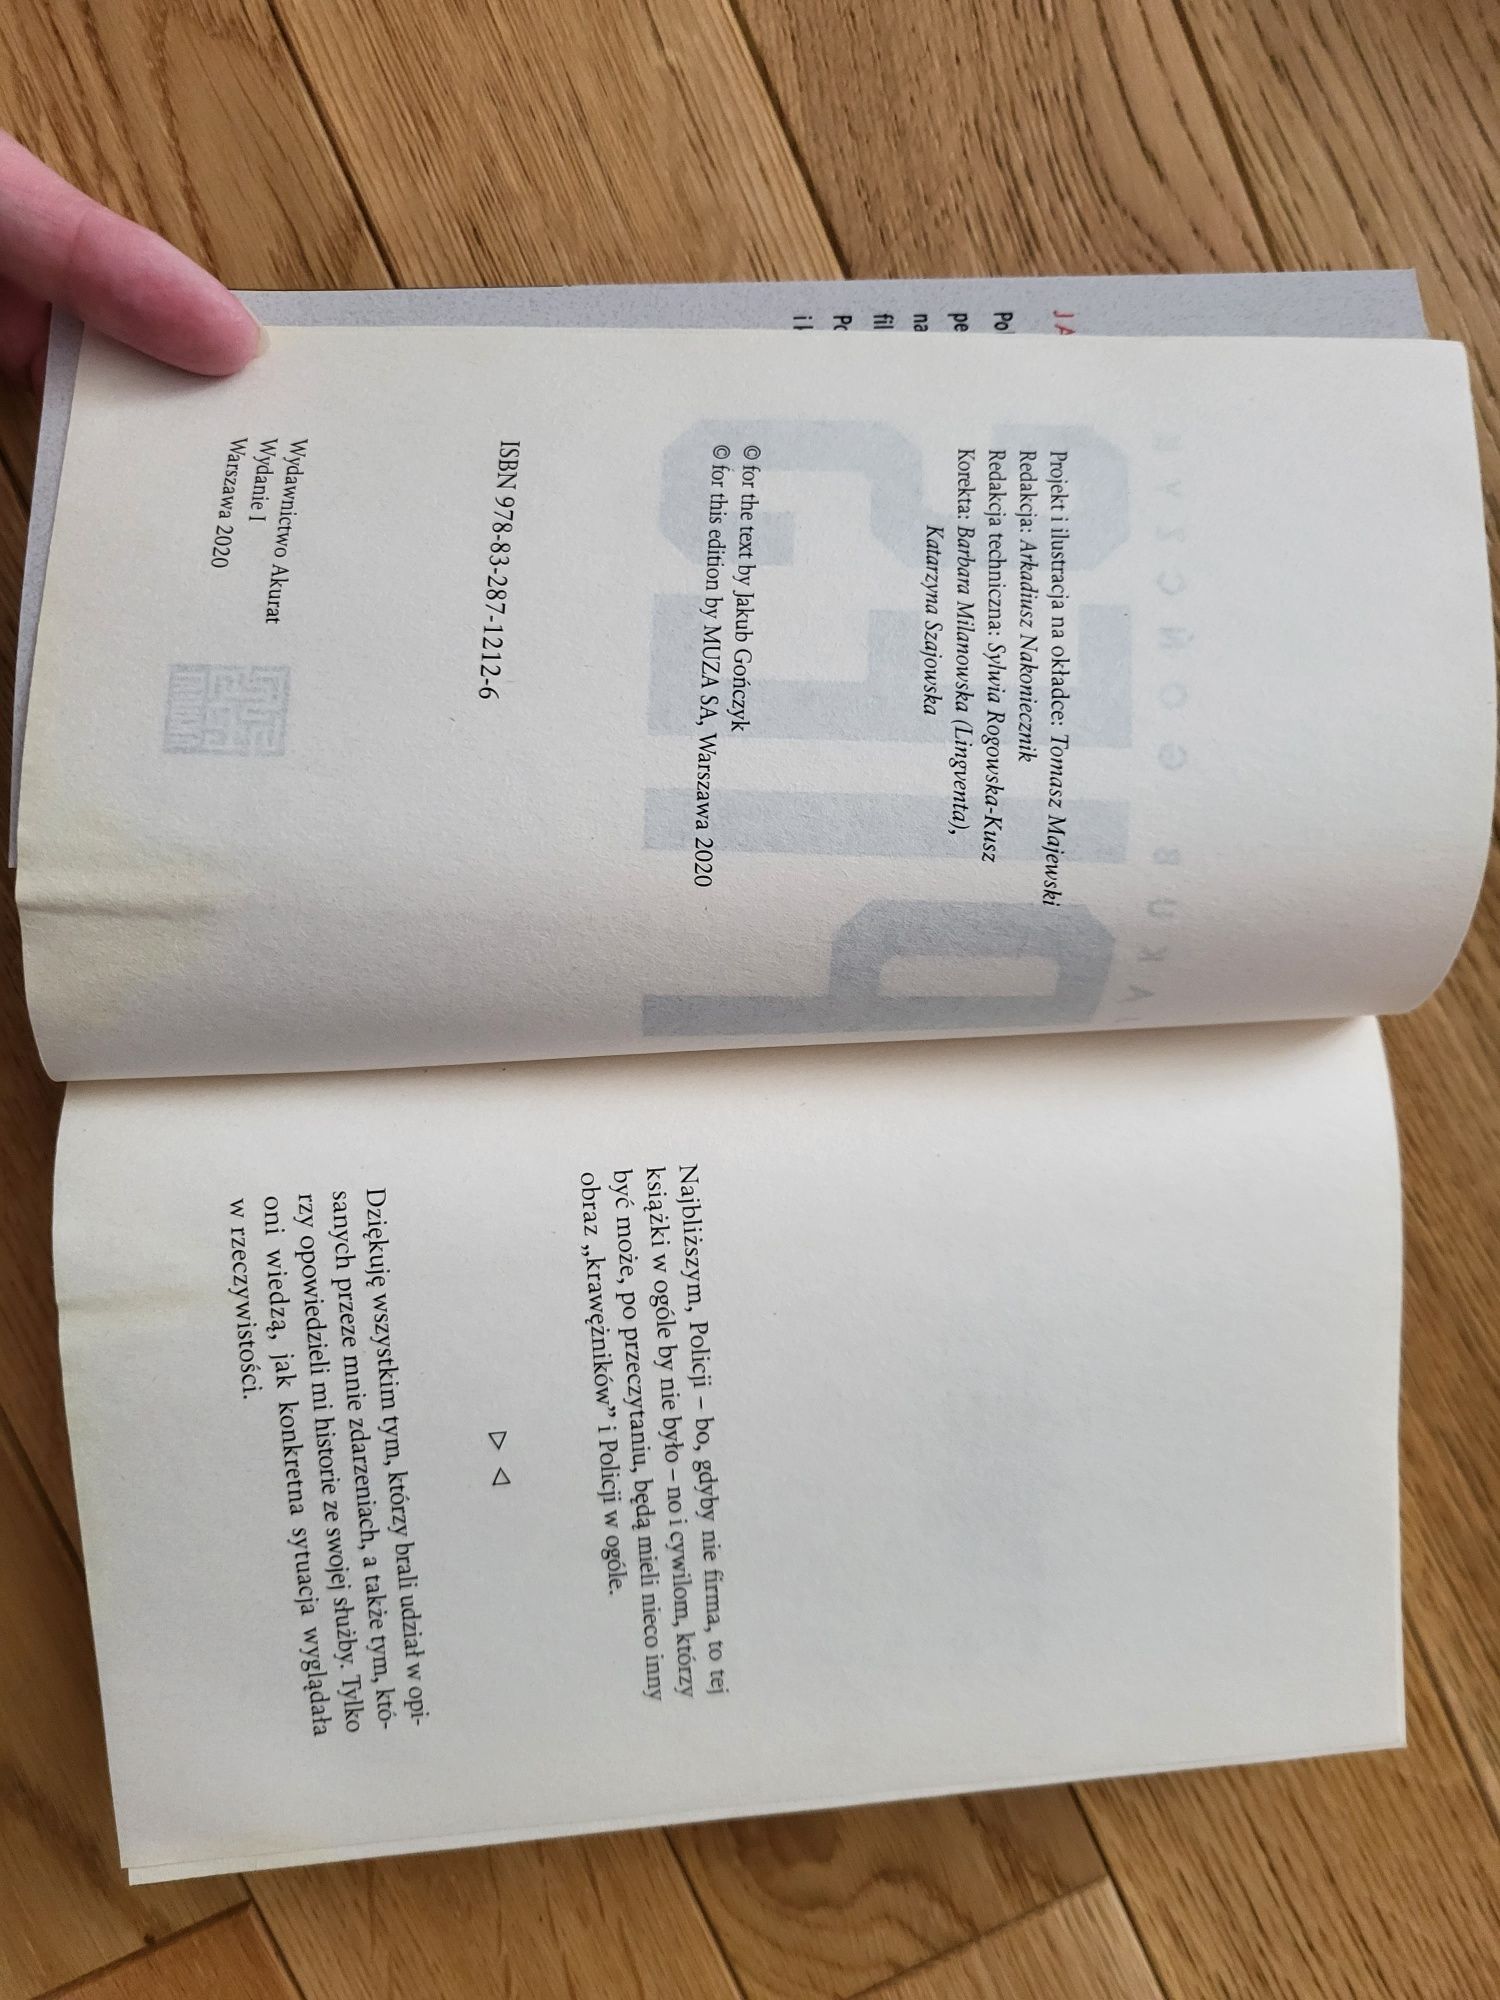 Projekt i ilustracja na okładce: Tomasz Majewski
Redakcja: Arkadiusz Nakoniecznik
Redakcja techniczna: Sylwia Rogowska-Kusz
Korekta: Barbara Milanowska (Lingventa),
Katarzyna Szajowska
© for the text by Jakub Gończyk
© for this edition by MUZA SA, Warszawa 2020
ISBN 978-83-287-1212-6
Wydawnictwo Akurat
Wydanie I
Warszawa 2020
Najbliższym, Policji – bo, gdyby nie firma, to tej
książki w ogóle by nie było – no i cywilom, którzy
być może, po przeczytaniu, będą mieli nieco inny
obraz „krawężników” i Policji w ogóle.
Dziękuję wszystkim tym, którzy brali udział w opi-
sanych przeze mnie zdarzeniach, a także tym, któ-
rzy opowiedzieli mi historie ze swojej służby. Tylko
oni wiedzą, jak konkretna sytuacja wyglądała
w rzeczywistości.